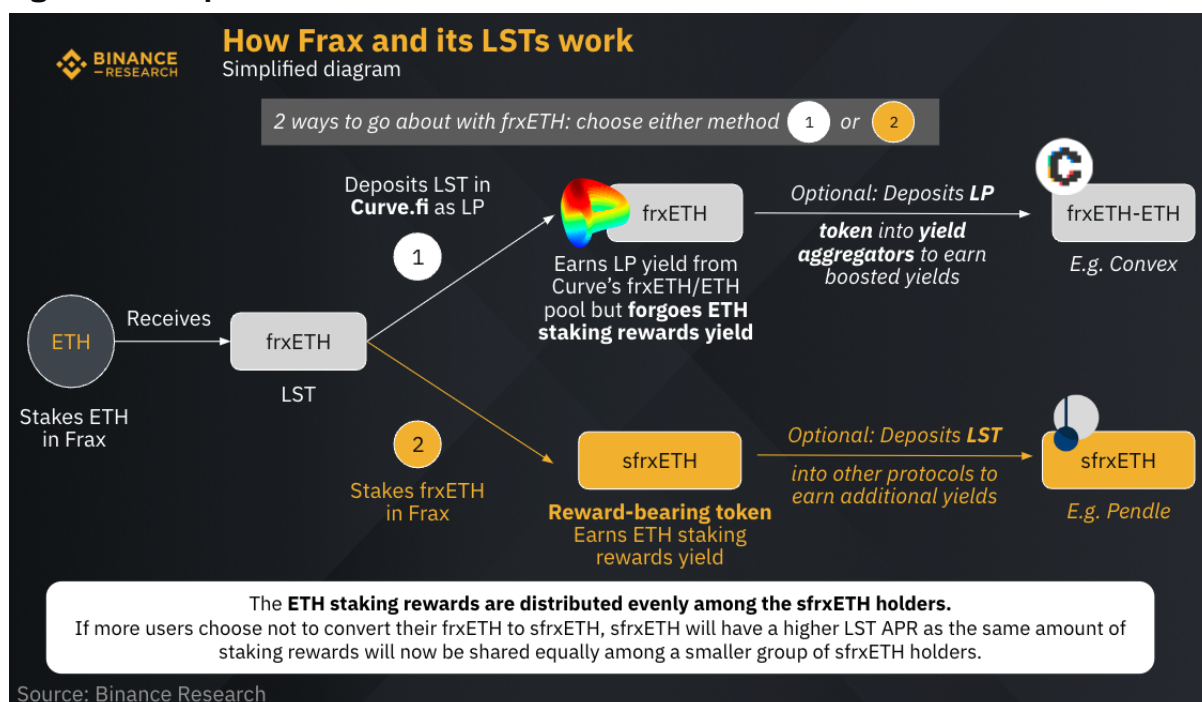 BINANCE
RESEARCH
How Frax and its LSTs work
Simplified diagram
2 ways to go about with frxETH: choose either method 1 or 2
Deposits LST in
Curve.fi as LP
1
frxETH
Earns LP yield from
Curve's frxETH/ETH
pool but forgoes ETH
staking rewards yield
Optional: Deposits LP
token into yield
aggregators to earn
boosted yields
frxETH-ETH
E.g. Convex
ETH
Stakes ETH
in Frax
Receives
frxETH
LST
2
Stakes frxETH
in Frax
sfrxETH
Reward-bearing token
Earns ETH staking
rewards yield
Optional: Deposits LST
into other protocols to
earn additional yields
sfrxETH
E.g. Pendle
The ETH staking rewards are distributed evenly among the sfrxETH holders.
If more users choose not to convert their frxETH to sfrxETH, sfrxETH will have a higher LST APR as the same amount of
staking rewards will now be shared equally among a smaller group of sfrxETH holders.
Source: Binance Research